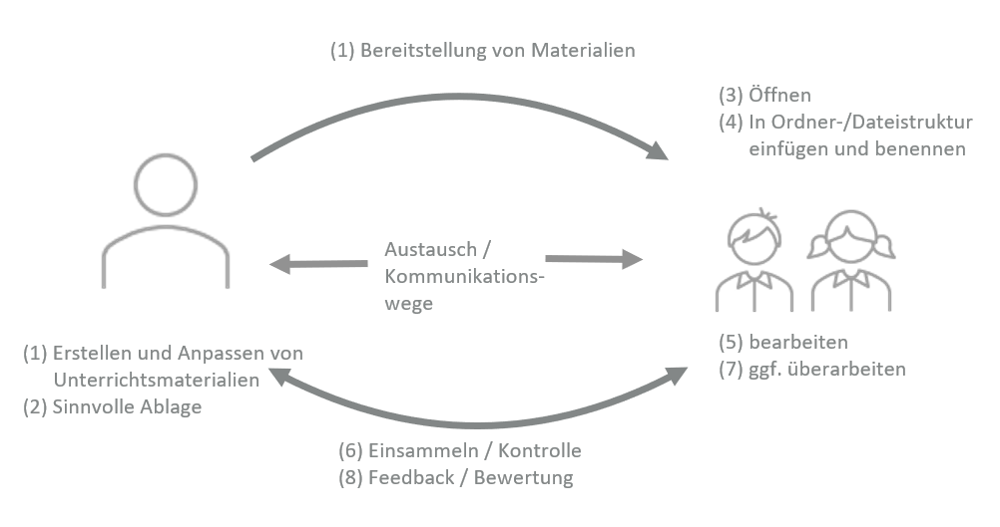 (1) Bereitstellung von Materialien
(3) Öffnen
(4) In Ordner-/Dateistruktur
einfügen und benennen
Austausch /
Kommunikations-
wege
(1) Erstellen und Anpassen von
Unterrichtsmaterialien
(2) Sinnvolle Ablage
(5) bearbeiten
(7) ggf. überarbeiten
(6) Einsammeln / Kontrolle
(8) Feedback / Bewertung